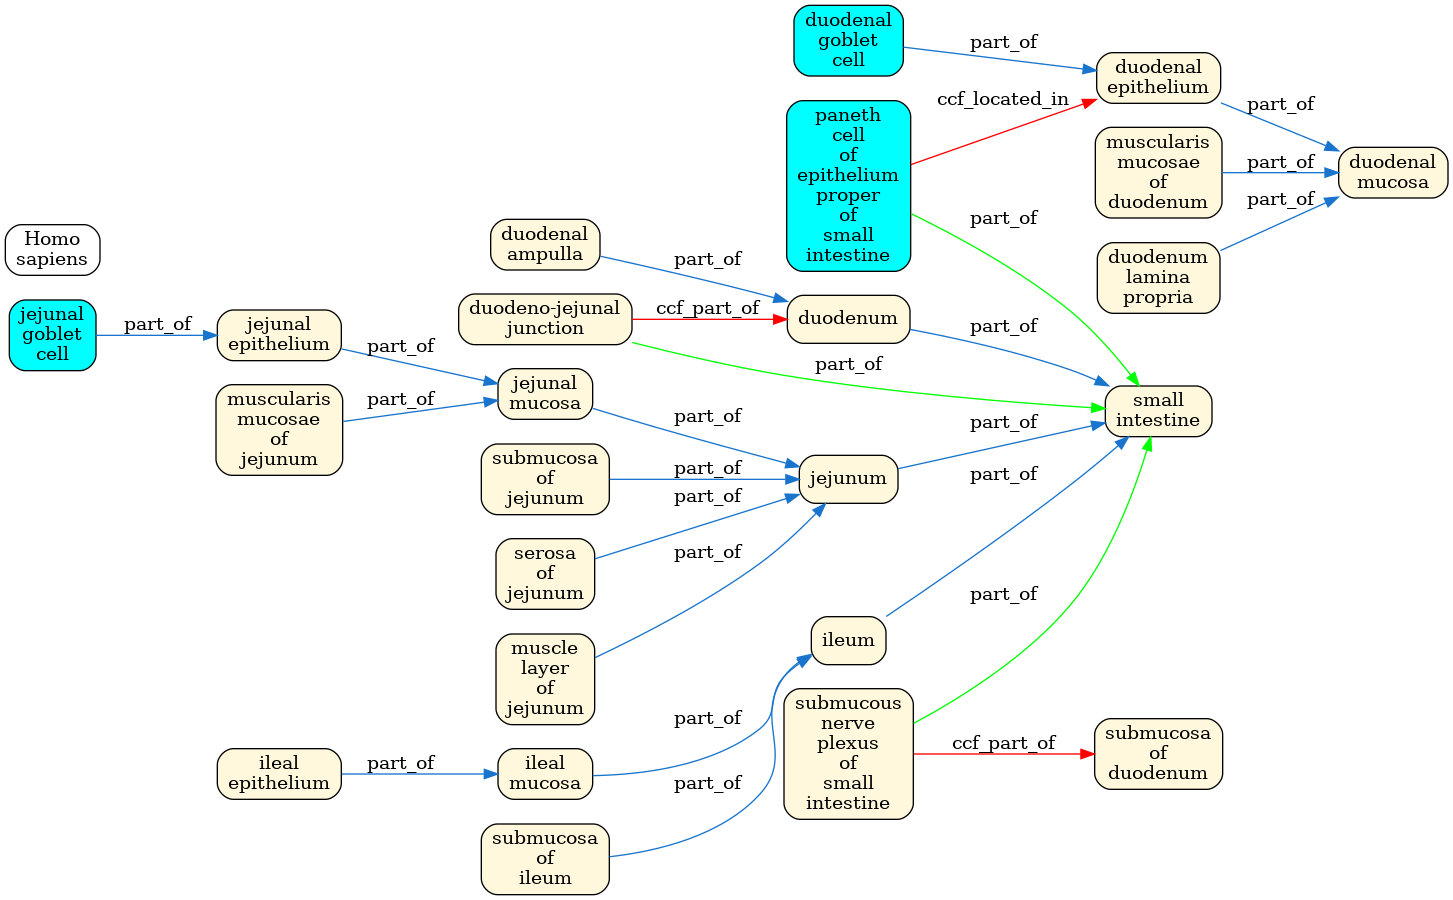 duodenal
goblet
cell
part_of
duodenal
epithelium
part_of
ccf_located_in
paneth
cell
of
epithelium
proper
of
small
intestine
part_of
muscularis
mucosae
of
duodenum
part_of
duodenal
mucosa
part_of
duodenum
lamina
propria
Homo
sapiens
duodenal
ampulla
part_of
duodeno-jejunal
junction
ccf_part_of
duodenum
part_of
part_of
jejunal
goblet
cell
part_of
jejunal
epithelium
part_of
muscularis
mucosae
of
jejunum
part_of
jejunal
mucosa
part_of
small
intestine
part_of
submucosa
of
jejunum
part_of
jejunum
part_of
part_of
serosa
of
jejunum
part_of
muscle
layer
of
jejunum
ileum
part_of
submucous
nerve
plexus
of
small
intestine
ccf_part_of
submucosa
of
duodenum
part_of
ileal
epithelium
part_of
ileal
mucosa
part_of
submucosa
of
ileum